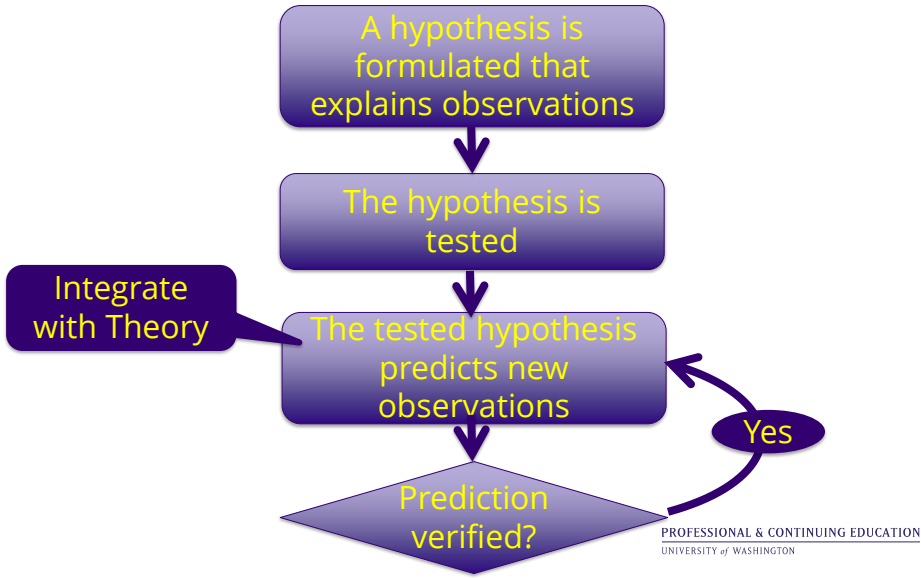 A hypothesis is
formulated that
explains observations
The hypothesis is
tested
Integrate
with Theory
The tested hypothesis
predicts new
observations
Yes
Prediction
verified?
PROFESSIONAL & CONTINUING EDUCATION
UNIVERSITY of WASHINGTON